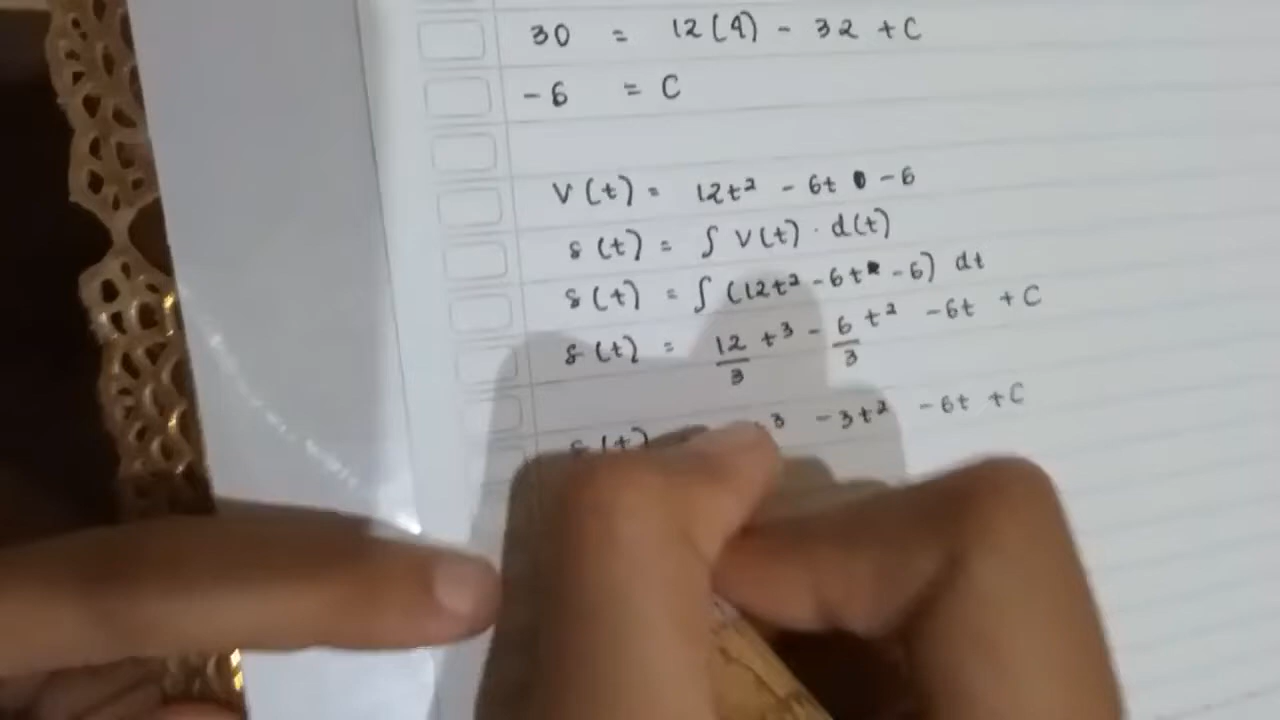 30 = 12(4) - 32 + C
-6 = C
V(t) = 12t² - 6t - 6
s(t) = ∫ V(t) · d(t)
s(t) = ∫ (12t² - 6t - 6) dt
s(t) = 12/3 t³ - 6/3 t² - 6t + C
s(t) ³ - 3t² - 6t + C